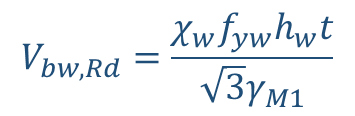 V_{bw,Rd} = \frac{\chi_w f_{yw} h_w t}{\sqrt{3} \gamma_{M1}}